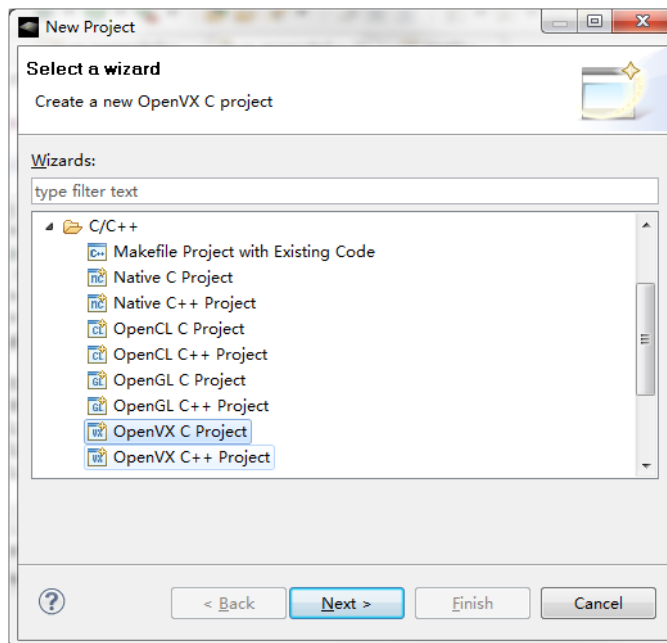 New Project
Select a wizard
Create a new OpenVX C project
Wizards:
type filter text
C/C++
Makefile Project with Existing Code
Native C Project
Native C++ Project
OpenCL C Project
OpenCL C++ Project
OpenGL C Project
OpenGL C++ Project
OpenVX C Project
OpenVX C++ Project
< Back Next > Finish Cancel